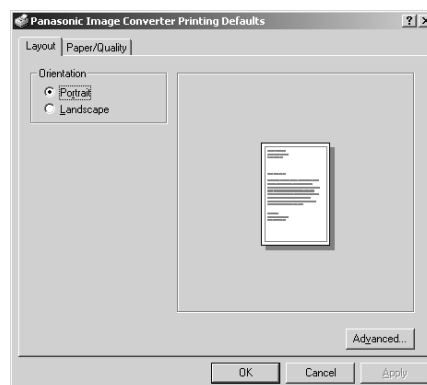 Panasonic Image Converter Printing Defaults
Layout Paper/Quality
Orientation
Portrait
Landscape
Advanced...
OK Cancel Apply